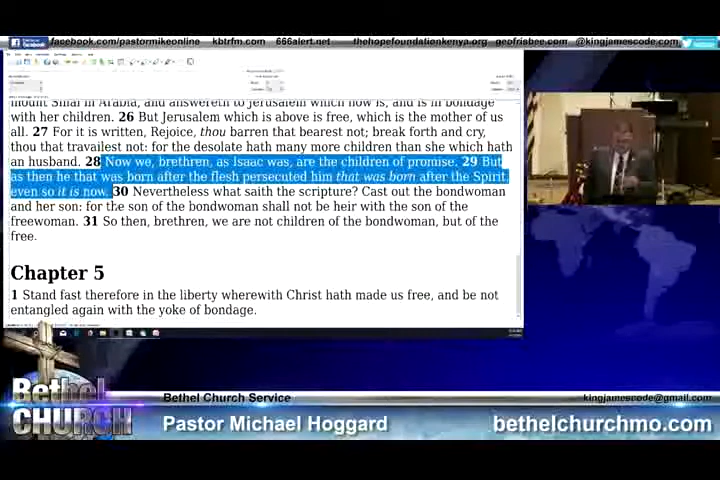 Bethel on facebook
facebook.com/pastormikeonline kbtrfm.com 666alert.net thehopefoundationkenya.org geofrisbee.com @kingjamescode.com
mount Sinai in Arabia, and answereth to Jerusalem which now is, and is in bondage
with her children. 26 But Jerusalem which is above is free, which is the mother of us
all. 27 For it is written, Rejoice, thou barren that bearest not; break forth and cry,
thou that travailest not: for the desolate hath many more children than she which hath
an husband. 28 Now we, brethren, as Isaac was, are the children of promise. 29 But
as then he that was born after the flesh persecuted him that was born after the Spirit,
even so it is now. 30 Nevertheless what saith the scripture? Cast out the bondwoman
and her son: for the son of the bondwoman shall not be heir with the son of the
freewoman. 31 So then, brethren, we are not children of the bondwoman, but of the
free.
Chapter 5
1 Stand fast therefore in the liberty wherewith Christ hath made us free, and be not
entangled again with the yoke of bondage.
Bethel
CHURCH
Bethel Church Service
kingjamescode@gmail.com
Pastor Michael Hoggard
bethelchurchmo.com